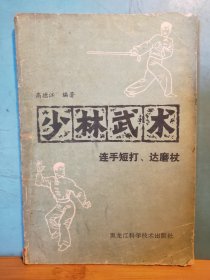 高德江 编著
少林武术
连手短打、达磨杖
黑龙江科学技术出版社